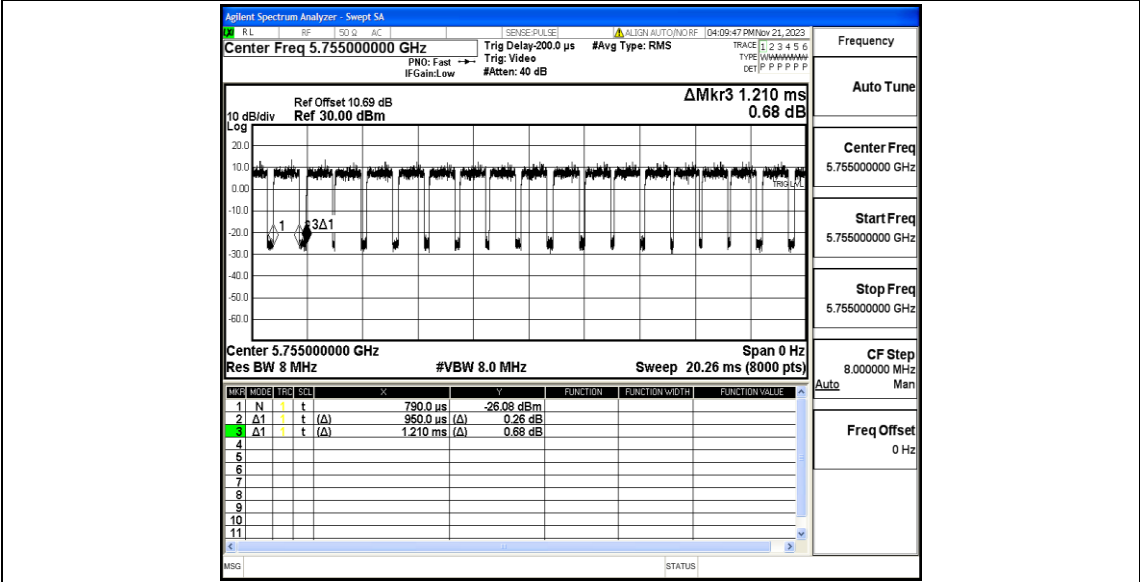 Agilent Spectrum Analyzer - Swept SA
RL RF 50 Ω AC SENSE:PULSE ALIGN AUTO/NO RF 04:09:47 PM Nov 21, 2023
Center Freq 5.755000000 GHz
PNO: Fast
IFGain:Low
Trig Delay-200.0 µs
Trig: Video
#Atten: 40 dB
#Avg Type: RMS
TRACE 1 2 3 4 5 6
TYPE WWWWWW
DET P P P P P P
ΔMkr3 1.210 ms
0.68 dB
Ref Offset 10.69 dB
10 dB/div Ref 30.00 dBm
Log
20.0
10.0
0.00
-10.0
-20.0
-30.0
-40.0
-50.0
-60.0
TRIG LVL
1
3Δ1
Center 5.755000000 GHz Span 0 Hz
Res BW 8 MHz #VBW 8.0 MHz Sweep 20.26 ms (8000 pts)
MKR MODE TRC SCL X Y FUNCTION FUNCTION WIDTH FUNCTION VALUE
1 N 1 t 790.0 µs -26.08 dBm
2 Δ1 1 t (Δ) 950.0 µs (Δ) 0.26 dB
3 Δ1 1 t (Δ) 1.210 ms (Δ) 0.68 dB
4
5
6
7
8
9
10
11
MSG STATUS
Frequency
Auto Tune
Center Freq
5.755000000 GHz
Start Freq
5.755000000 GHz
Stop Freq
5.755000000 GHz
CF Step
8.000000 MHz
Auto Man
Freq Offset
0 Hz